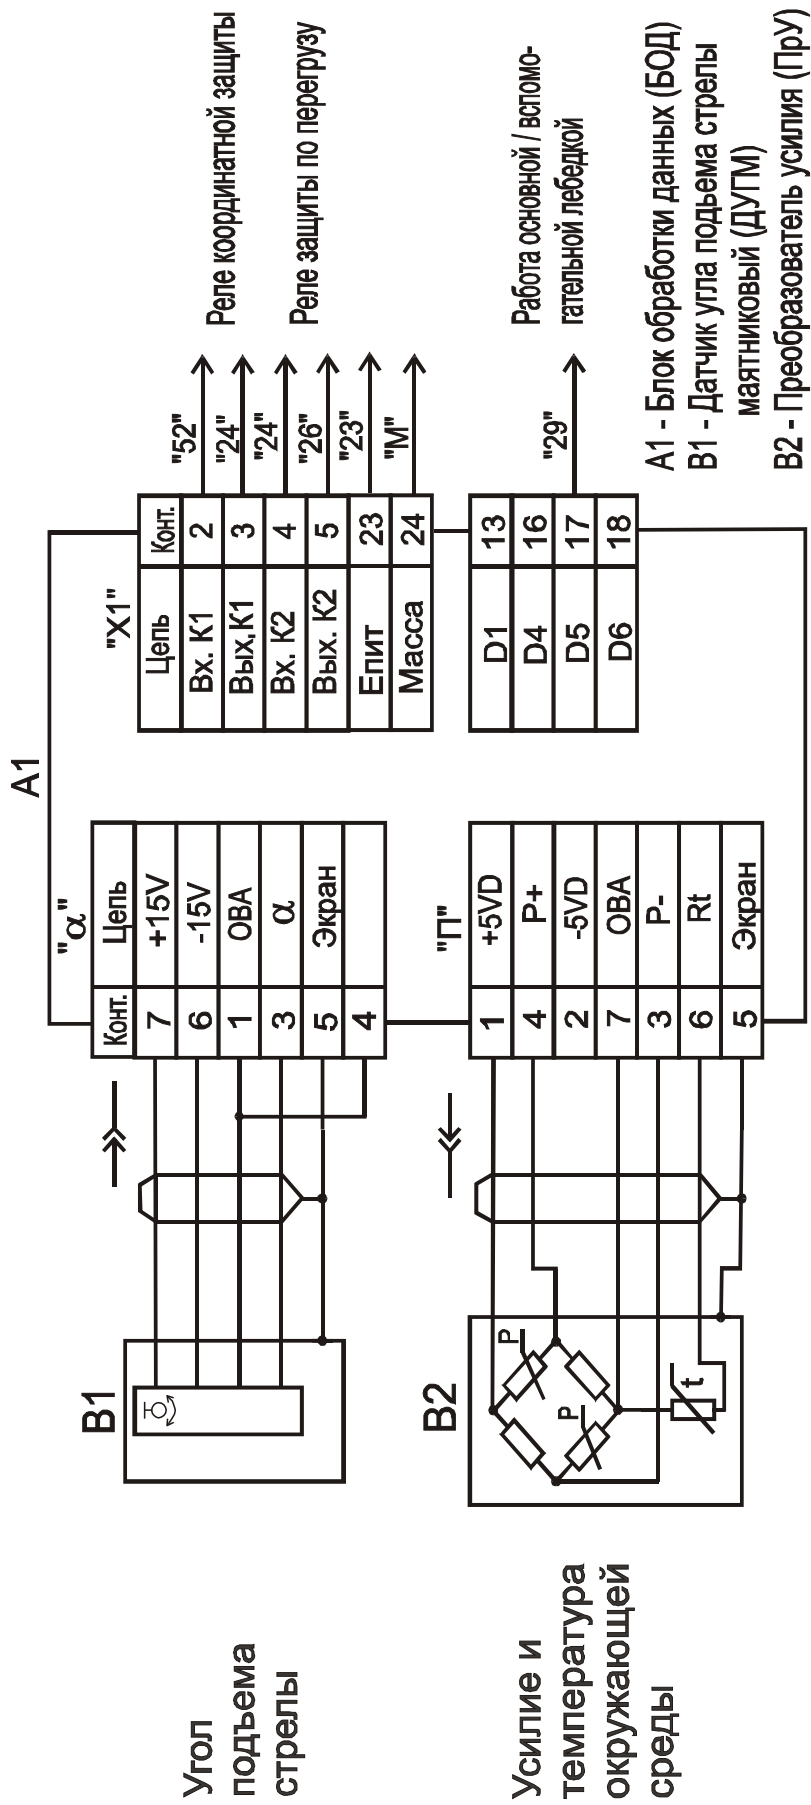 A1
"α"
Конт. Цепь
7 +15V
6 -15V
1 ОВА
3 α
5 Экран
4
"X1"
Цепь Конт.
Вх. К1 2 "52"
Вых,К1 3 "24"
Вх. К2 4 "24"
Вых. К2 5 "26"
Епит 23 "23"
Масса 24 "М"
Реле координатной защиты
Реле защиты по перегрузу
B1
Угол
подъема
стрелы
"П"
1 +5VD
4 P+
2 -5VD
7 ОВА
3 P-
6 Rt
5 Экран
D1 13
D4 16
D5 17 "29"
D6 18
Работа основной / вспомо-
гательной лебедкой
B2
P
P
t
Усилие и
температура
окружающей
среды
A1 - Блок обработки данных (БОД)
B1 - Датчик угла подьема стрелы
маятниковый (ДУГМ)
B2 - Преобразователь усилия (ПрУ)